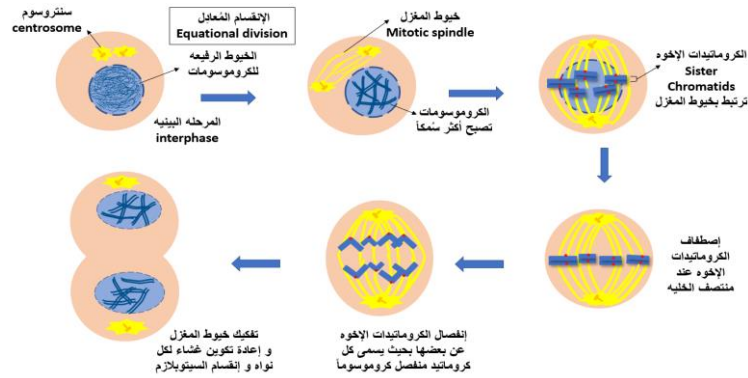 سنتروسوم
centrosome
الإنقسام المُعادِل
Equational division
الخيوط الرفيعه
للكروموسومات
المرحله البينيه
interphase
خيوط المغزل
Mitotic spindle
الكروموسومات
تصبح أكثر سُمكاً
الكروماتيدات الإخوه
Sister
Chromatids
ترتبط بخيوط المغزل
إصطفاف
الكروماتيدات
الإخوه عند
منتصف الخليه
إنفصال الكروماتيدات الإخوه
عن بعضها بحيث يسمى كل
كروماتيد منفصل كروموسوماً
تفكيك خيوط المغزل
و إعادة تكوين غشاء لكل
نواه و إنقسام السيتوبلازم